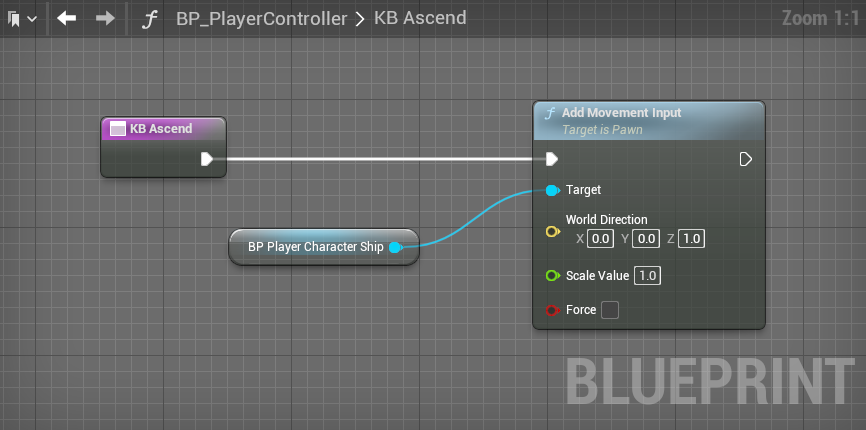 BP_PlayerController > KB Ascend
Zoom 1:1
KB Ascend
Add Movement Input
Target is Pawn
Target
BP Player Character Ship
World Direction
X 0.0 Y 0.0 Z 1.0
Scale Value 1.0
Force
BLUEPRINT